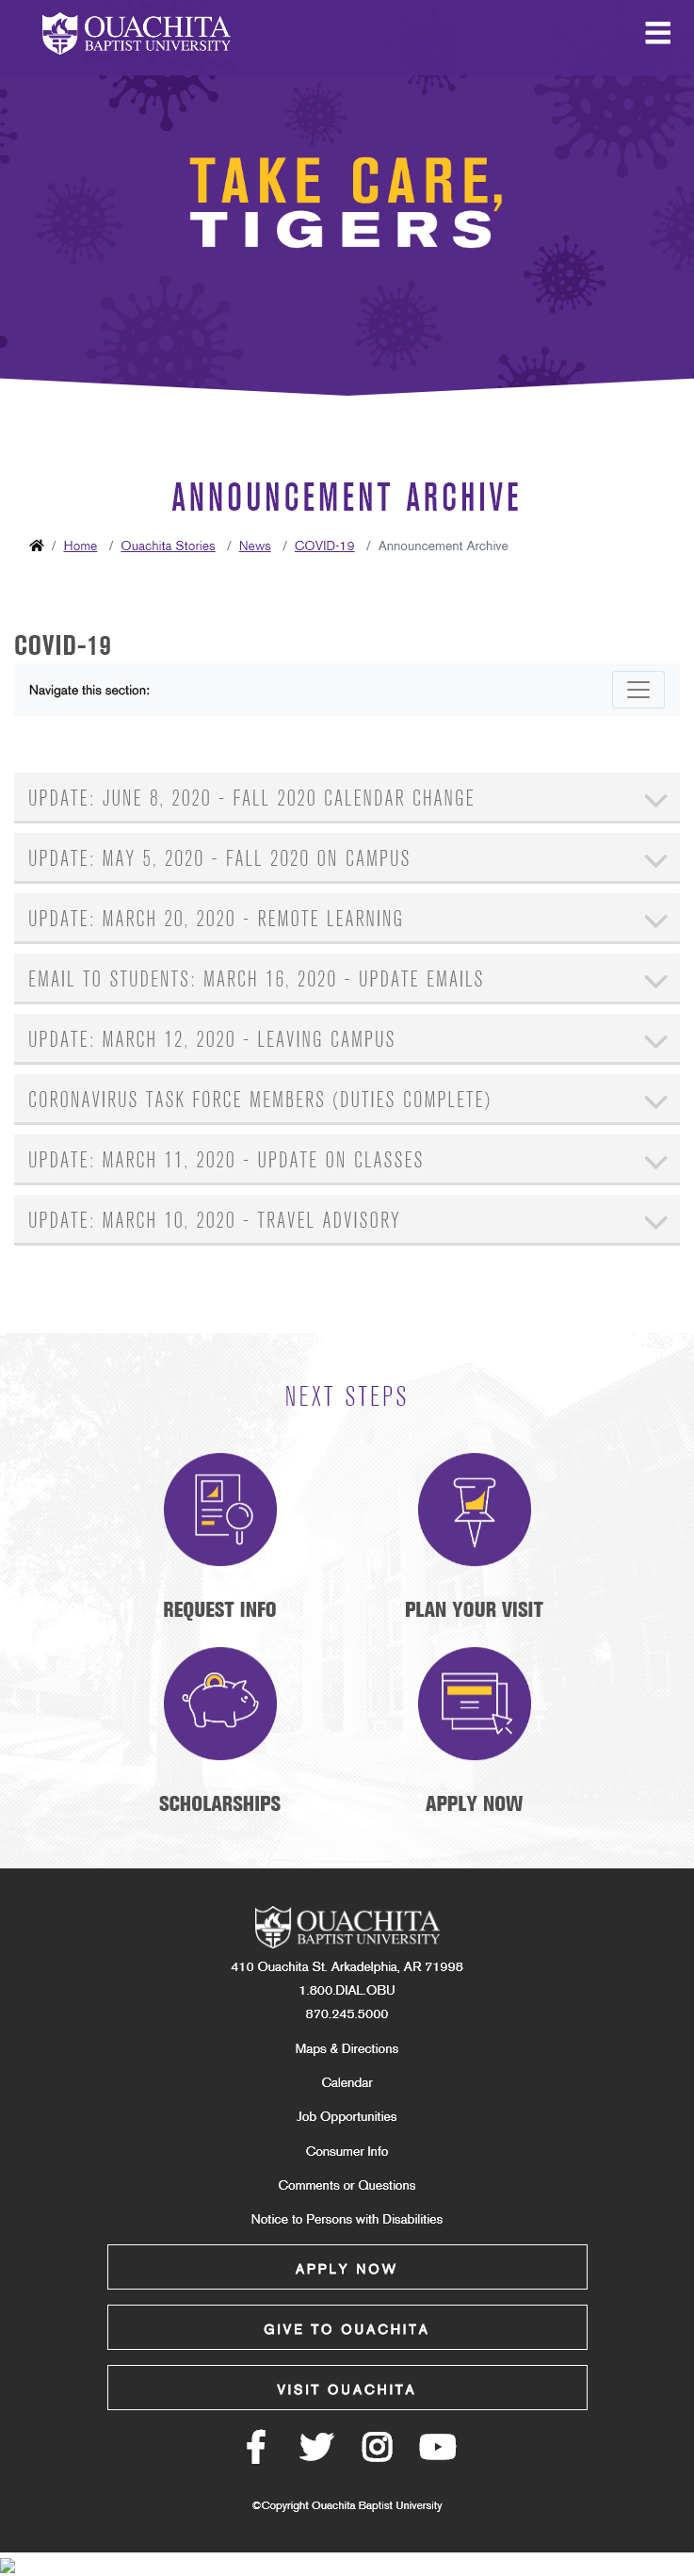 OUACHITA
BAPTIST UNIVERSITY
TAKE CARE,
TIGERS
ANNOUNCEMENT ARCHIVE
/ Home / Ouachita Stories / News / COVID-19 / Announcement Archive
COVID-19
Navigate this section:
UPDATE: JUNE 8, 2020 - FALL 2020 CALENDAR CHANGE
UPDATE: MAY 5, 2020 - FALL 2020 ON CAMPUS
UPDATE: MARCH 20, 2020 - REMOTE LEARNING
EMAIL TO STUDENTS: MARCH 16, 2020 - UPDATE EMAILS
UPDATE: MARCH 12, 2020 - LEAVING CAMPUS
CORONAVIRUS TASK FORCE MEMBERS (DUTIES COMPLETE)
UPDATE: MARCH 11, 2020 - UPDATE ON CLASSES
UPDATE: MARCH 10, 2020 - TRAVEL ADVISORY
NEXT STEPS
REQUEST INFO
PLAN YOUR VISIT
SCHOLARSHIPS
APPLY NOW
OUACHITA
BAPTIST UNIVERSITY
410 Ouachita St. Arkadelphia, AR 71998
1.800.DIAL.OBU
870.245.5000
Maps & Directions
Calendar
Job Opportunities
Consumer Info
Comments or Questions
Notice to Persons with Disabilities
APPLY NOW
GIVE TO OUACHITA
VISIT OUACHITA
©Copyright Ouachita Baptist University